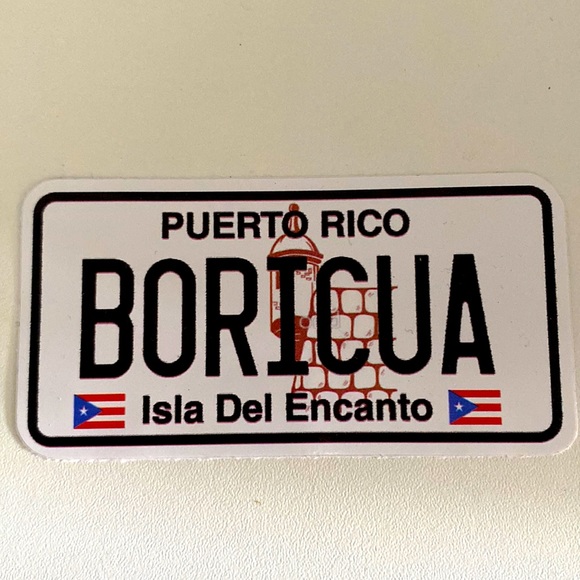 PUERTO RICO
BORICUA
Isla Del Encanto